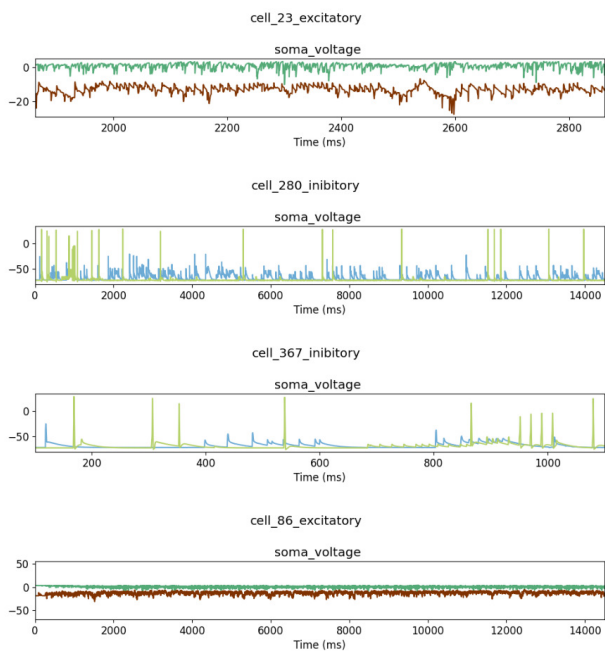 cell_23_excitatory
soma_voltage
0
−20
2000 2200 2400 2600 2800
Time (ms)
cell_280_inibitory
soma_voltage
0
−50
0 2000 4000 6000 8000 10000 12000 14000
Time (ms)
cell_367_inibitory
soma_voltage
0
−50
200 400 600 800 1000
Time (ms)
cell_86_excitatory
soma_voltage
50
0
−50
0 2000 4000 6000 8000 10000 12000 14000
Time (ms)